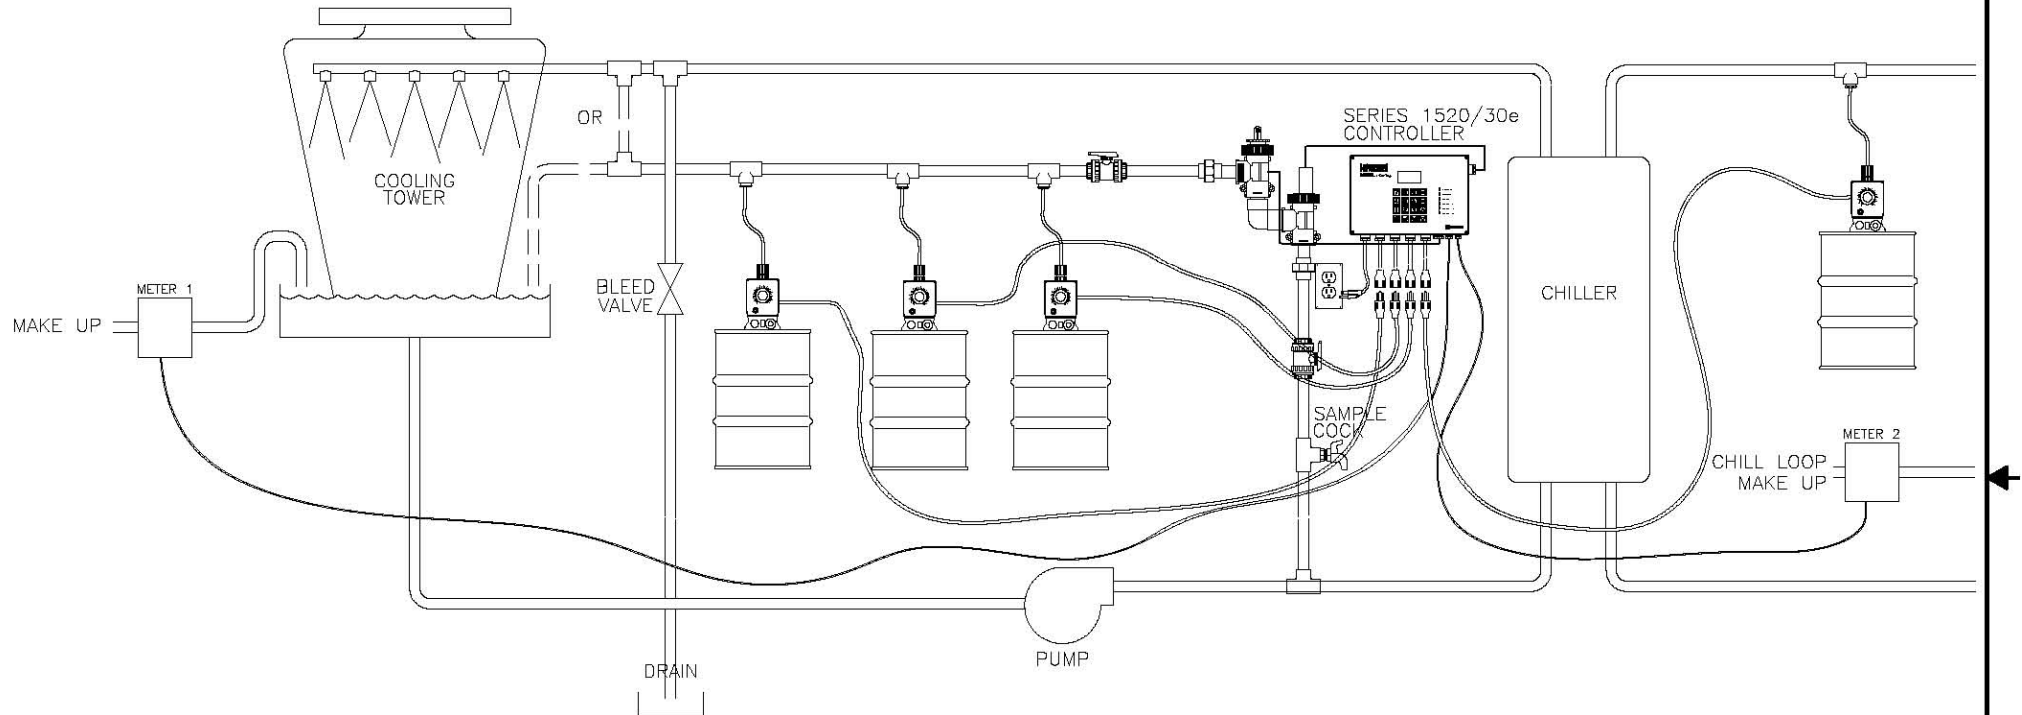 OR
SERIES 1520/30e
CONTROLLER
COOLING
TOWER
METER 1
BLEED
VALVE
MAKE UP
CHILLER
SAMPLE
COCK
METER 2
CHILL LOOP
MAKE UP
PUMP
DRAIN